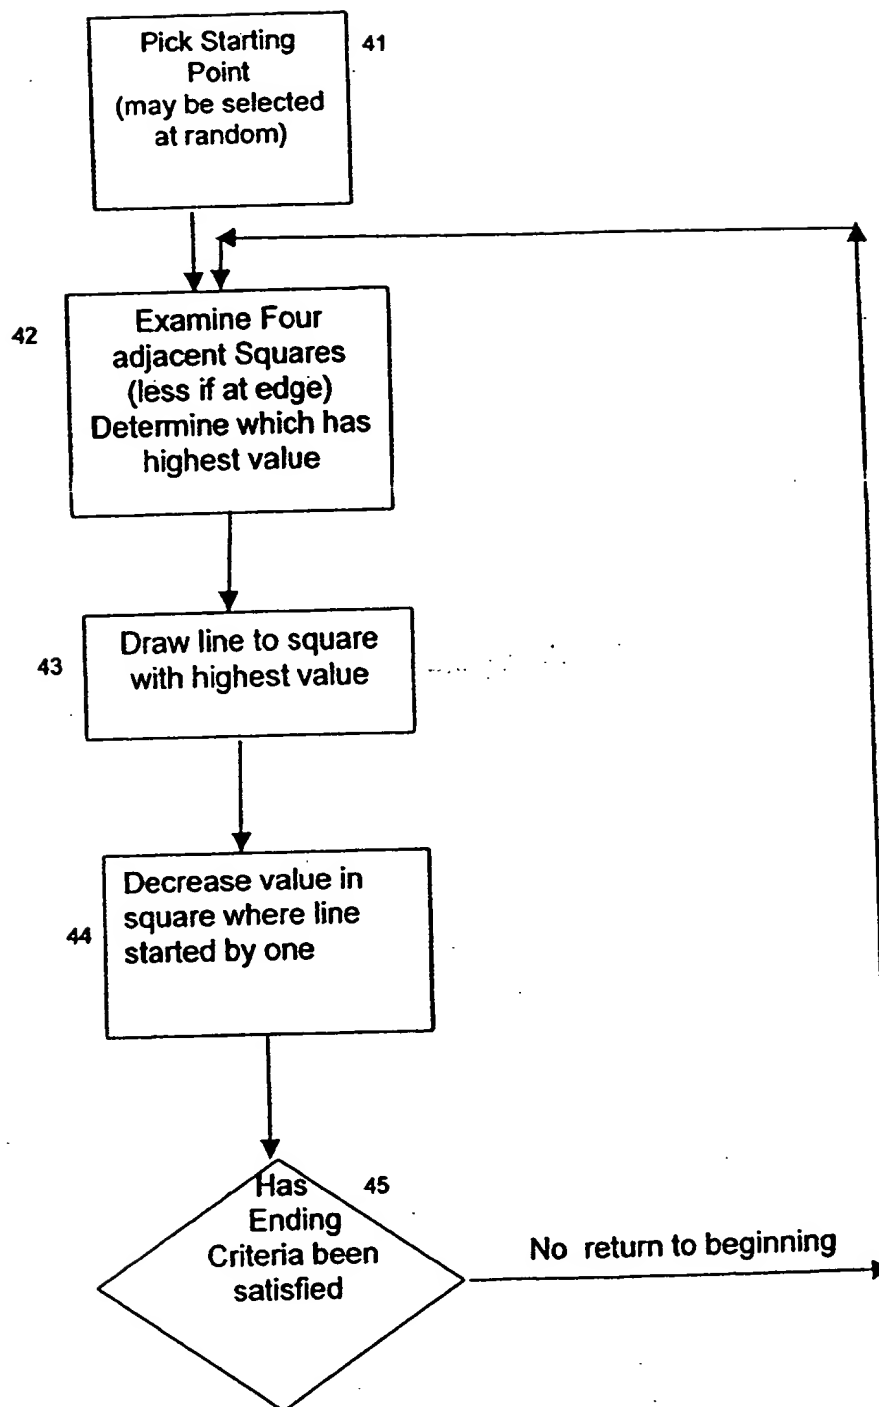 Pick Starting
Point
(may be selected
at random)
41
42
Examine Four
adjacent Squares
(less if at edge)
Determine which has
highest value
43
Draw line to square
with highest value
44
Decrease value in
square where line
started by one
Has
Ending
Criteria been
satisfied
45
No return to beginning